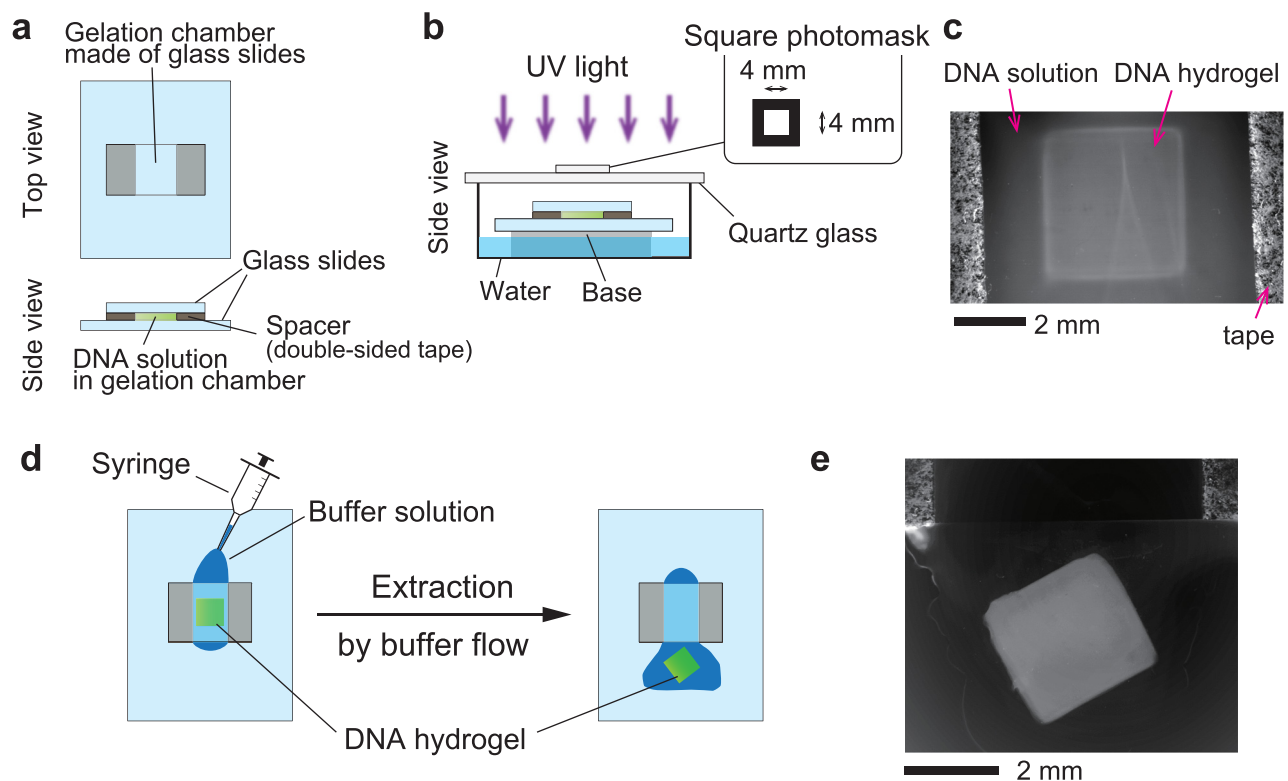 a
Gelation chamber
made of glass slides
Top view
Side view
Glass slides
Spacer
(double-sided tape)
DNA solution
in gelation chamber
b
UV light
Square photomask
4 mm
4 mm
Side view
Quartz glass
Water
Base
c
DNA solution
DNA hydrogel
2 mm
tape
d
Syringe
Buffer solution
Extraction
by buffer flow
DNA hydrogel
e
2 mm